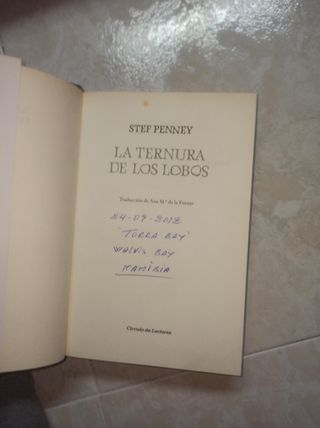 STEF PENNEY
LA TERNURA
DE LOS LOBOS
Traducción de Ana M.ª de la Fuente
24-09-2012
"TORRA BAY"
WALVIS BAY
NAMIBIA
Círculo de Lectores